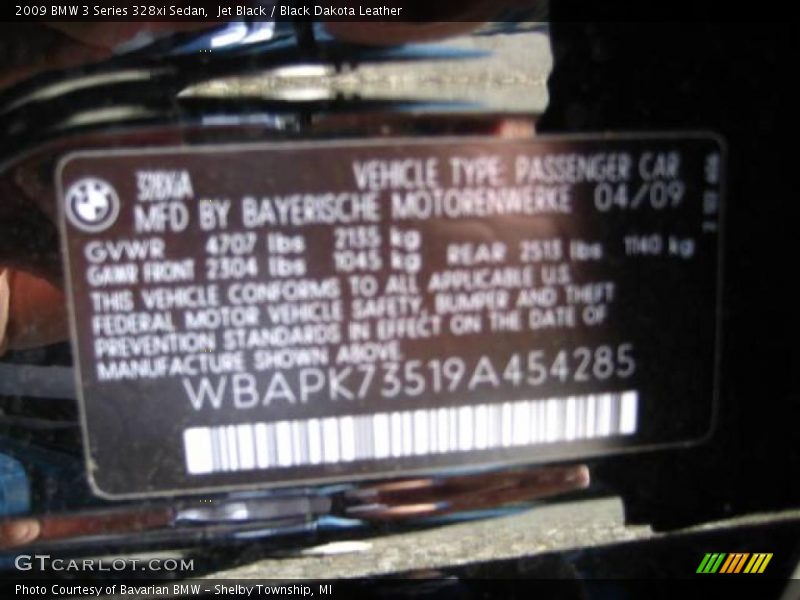 2009 BMW 3 Series 328xi Sedan, Jet Black / Black Dakota Leather
328XiA VEHICLE TYPE PASSENGER CAR
MFD BY BAYERISCHE MOTORENWERKE 04/09
GVWR 4707 lbs 2135 kg
GAWR FRONT 2304 lbs 1045 kg REAR 2513 lbs 1140 kg
THIS VEHICLE CONFORMS TO ALL APPLICABLE U.S.
FEDERAL MOTOR VEHICLE SAFETY, BUMPER AND THEFT
PREVENTION STANDARDS IN EFFECT ON THE DATE OF
MANUFACTURE SHOWN ABOVE.
WBAPK73519A454285
GTCARLOT.COM
Photo Courtesy of Bavarian BMW - Shelby Township, MI